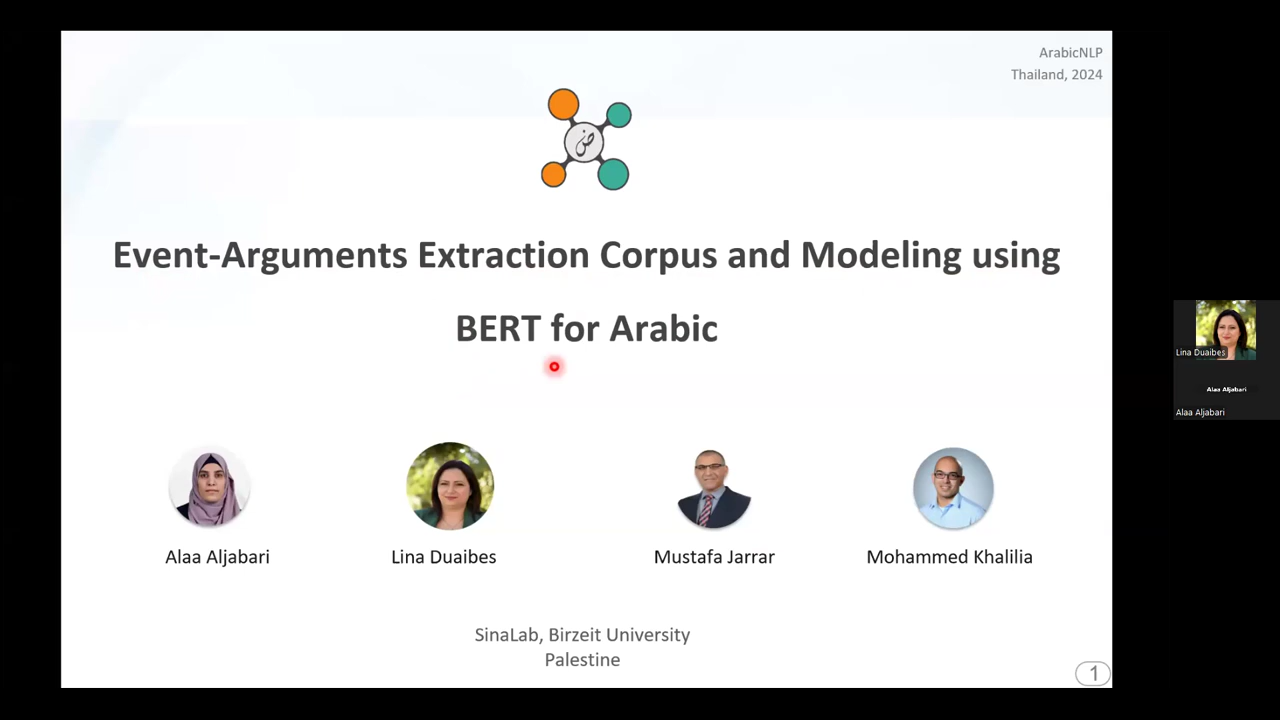 ArabicNLP
Thailand, 2024
ض
Event-Arguments Extraction Corpus and Modeling using
BERT for Arabic
Alaa Aljabari
Lina Duaibes
Mustafa Jarrar
Mohammed Khalilia
SinaLab, Birzeit University
Palestine
1
Lina Duaibes
Alaa Aljabari
Alaa Aljabari